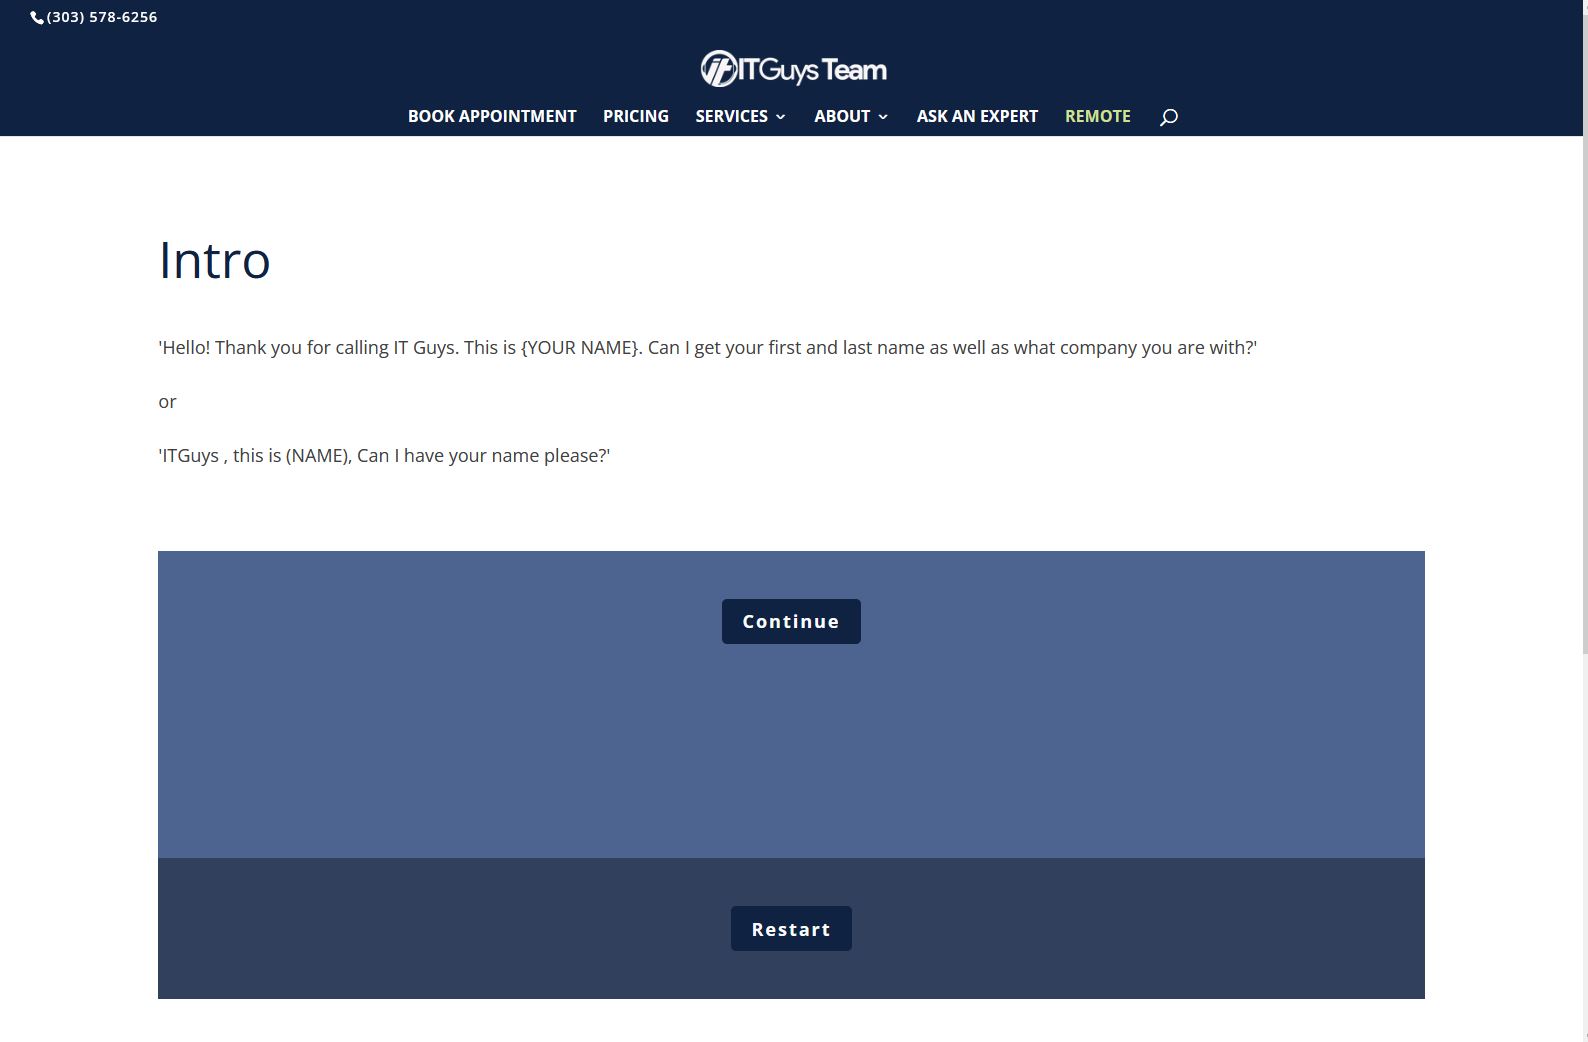 (303) 578-6256
ITGuys Team
BOOK APPOINTMENT PRICING SERVICES ABOUT ASK AN EXPERT REMOTE
Intro
'Hello! Thank you for calling IT Guys. This is {YOUR NAME}. Can I get your first and last name as well as what company you are with?'
or
'ITGuys , this is (NAME), Can I have your name please?'
Continue
Restart